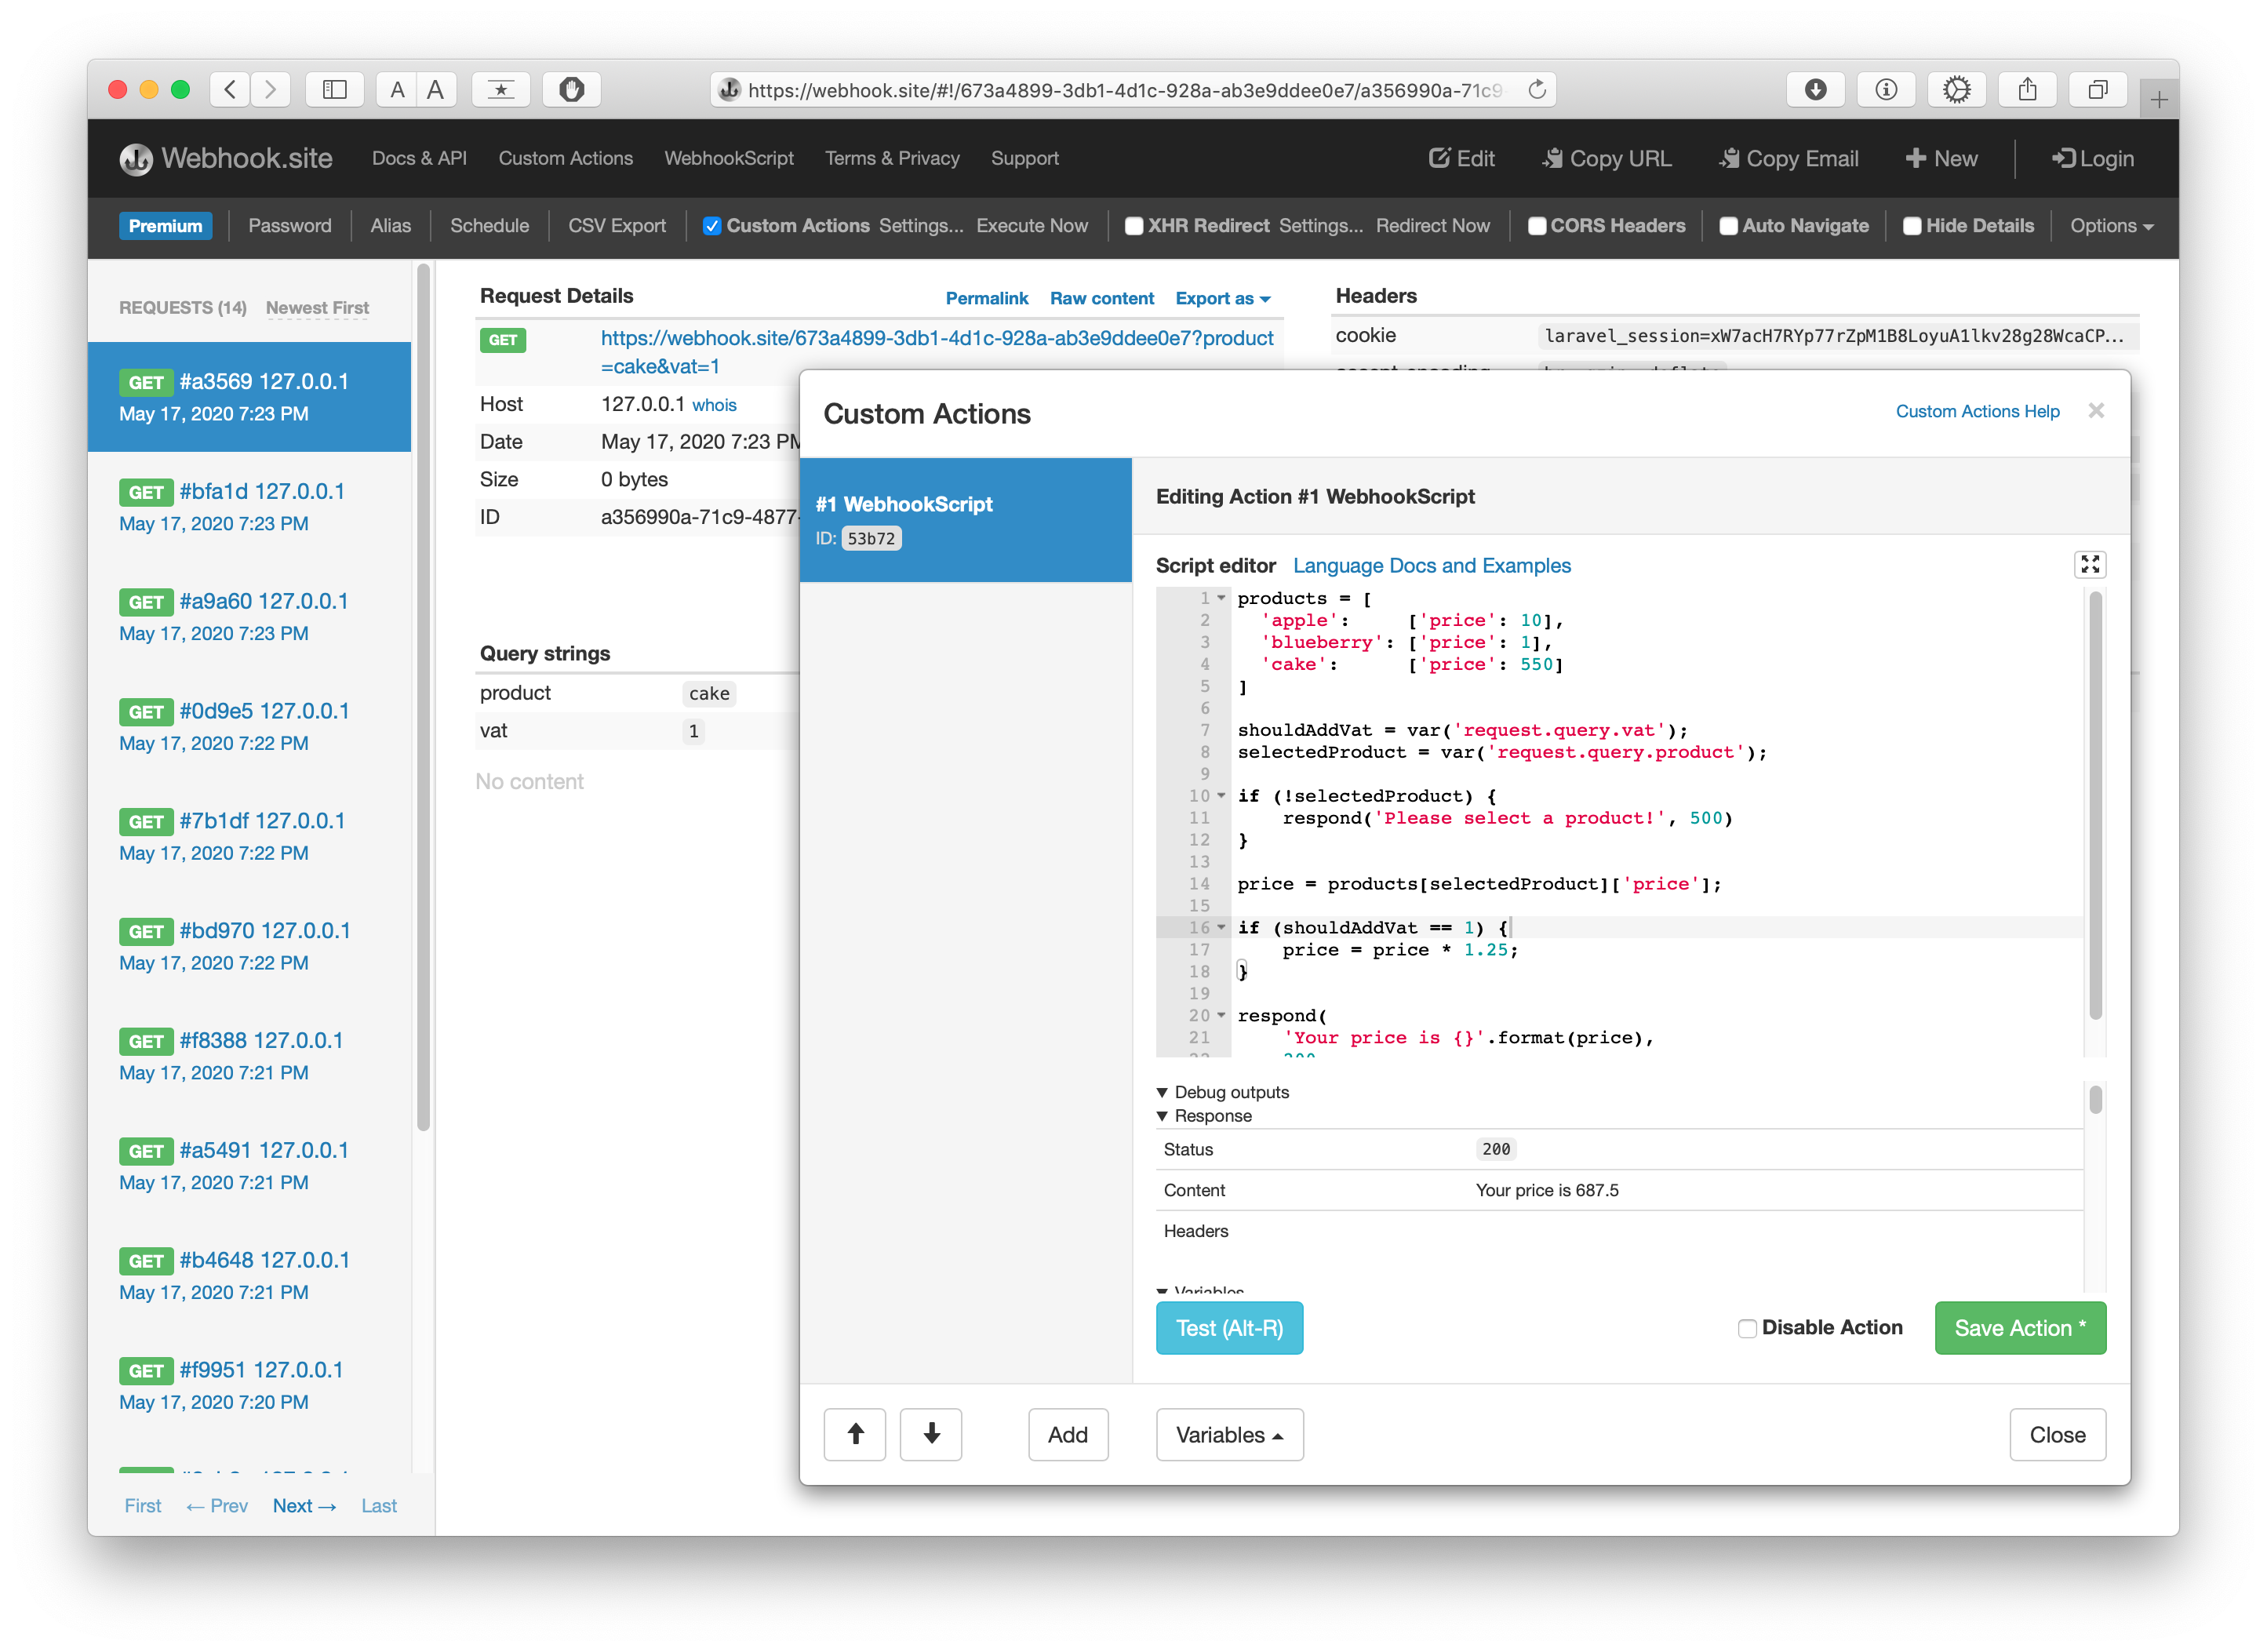 A A
https://webhook.site/#!/673a4899-3db1-4d1c-928a-ab3e9ddee0e7/a356990a-71c9-
Webhook.site Docs & API Custom Actions WebhookScript Terms & Privacy Support Edit Copy URL Copy Email New Login
Premium Password Alias Schedule CSV Export Custom Actions Settings... Execute Now XHR Redirect Settings... Redirect Now CORS Headers Auto Navigate Hide Details Options
REQUESTS (14) Newest First
GET #a3569 127.0.0.1
May 17, 2020 7:23 PM
GET #bfa1d 127.0.0.1
May 17, 2020 7:23 PM
GET #a9a60 127.0.0.1
May 17, 2020 7:23 PM
GET #0d9e5 127.0.0.1
May 17, 2020 7:22 PM
GET #7b1df 127.0.0.1
May 17, 2020 7:22 PM
GET #bd970 127.0.0.1
May 17, 2020 7:22 PM
GET #f8388 127.0.0.1
May 17, 2020 7:21 PM
GET #a5491 127.0.0.1
May 17, 2020 7:21 PM
GET #b4648 127.0.0.1
May 17, 2020 7:21 PM
GET #f9951 127.0.0.1
May 17, 2020 7:20 PM
First ← Prev Next → Last
Request Details Permalink Raw content Export as
GET https://webhook.site/673a4899-3db1-4d1c-928a-ab3e9ddee0e7?product
=cake&vat=1
Host 127.0.0.1 whois
Date May 17, 2020 7:23 PM
Size 0 bytes
ID a356990a-71c9-4877-
Query strings
product cake
vat 1
No content
Headers
cookie laravel_session=xW7acH7RYp77rZpM1B8LoyuA1lkv28g28WcaCP...
Custom Actions Custom Actions Help ×
#1 WebhookScript
ID: 53b72
Editing Action #1 WebhookScript
Script editor Language Docs and Examples
1 products = [
2 'apple': ['price': 10],
3 'blueberry': ['price': 1],
4 'cake': ['price': 550]
5 ]
6
7 shouldAddVat = var('request.query.vat');
8 selectedProduct = var('request.query.product');
9
10 if (!selectedProduct) {
11 respond('Please select a product!', 500)
12 }
13
14 price = products[selectedProduct]['price'];
15
16 if (shouldAddVat == 1) {
17 price = price * 1.25;
18 }
19
20 respond(
21 'Your price is {}'.format(price),
22 200
Debug outputs
Response
Status 200
Content Your price is 687.5
Headers
Variables
Test (Alt-R) Disable Action Save Action *
Add Variables Close